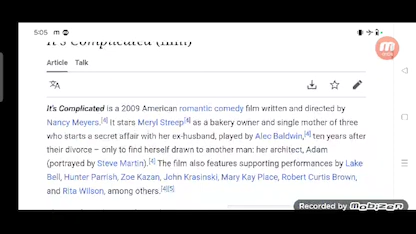 5:05 m
It's Complicated (film)
Article Talk
It's Complicated is a 2009 American romantic comedy film written and directed by
Nancy Meyers.[4] It stars Meryl Streep[4] as a bakery owner and single mother of three
who starts a secret affair with her ex-husband, played by Alec Baldwin,[4] ten years after
their divorce – only to find herself drawn to another man: her architect, Adam
(portrayed by Steve Martin).[4] The film also features supporting performances by Lake
Bell, Hunter Parrish, Zoe Kazan, John Krasinski, Mary Kay Place, Robert Curtis Brown,
and Rita Wilson, among others.[4][5]
Recorded by Mobizen